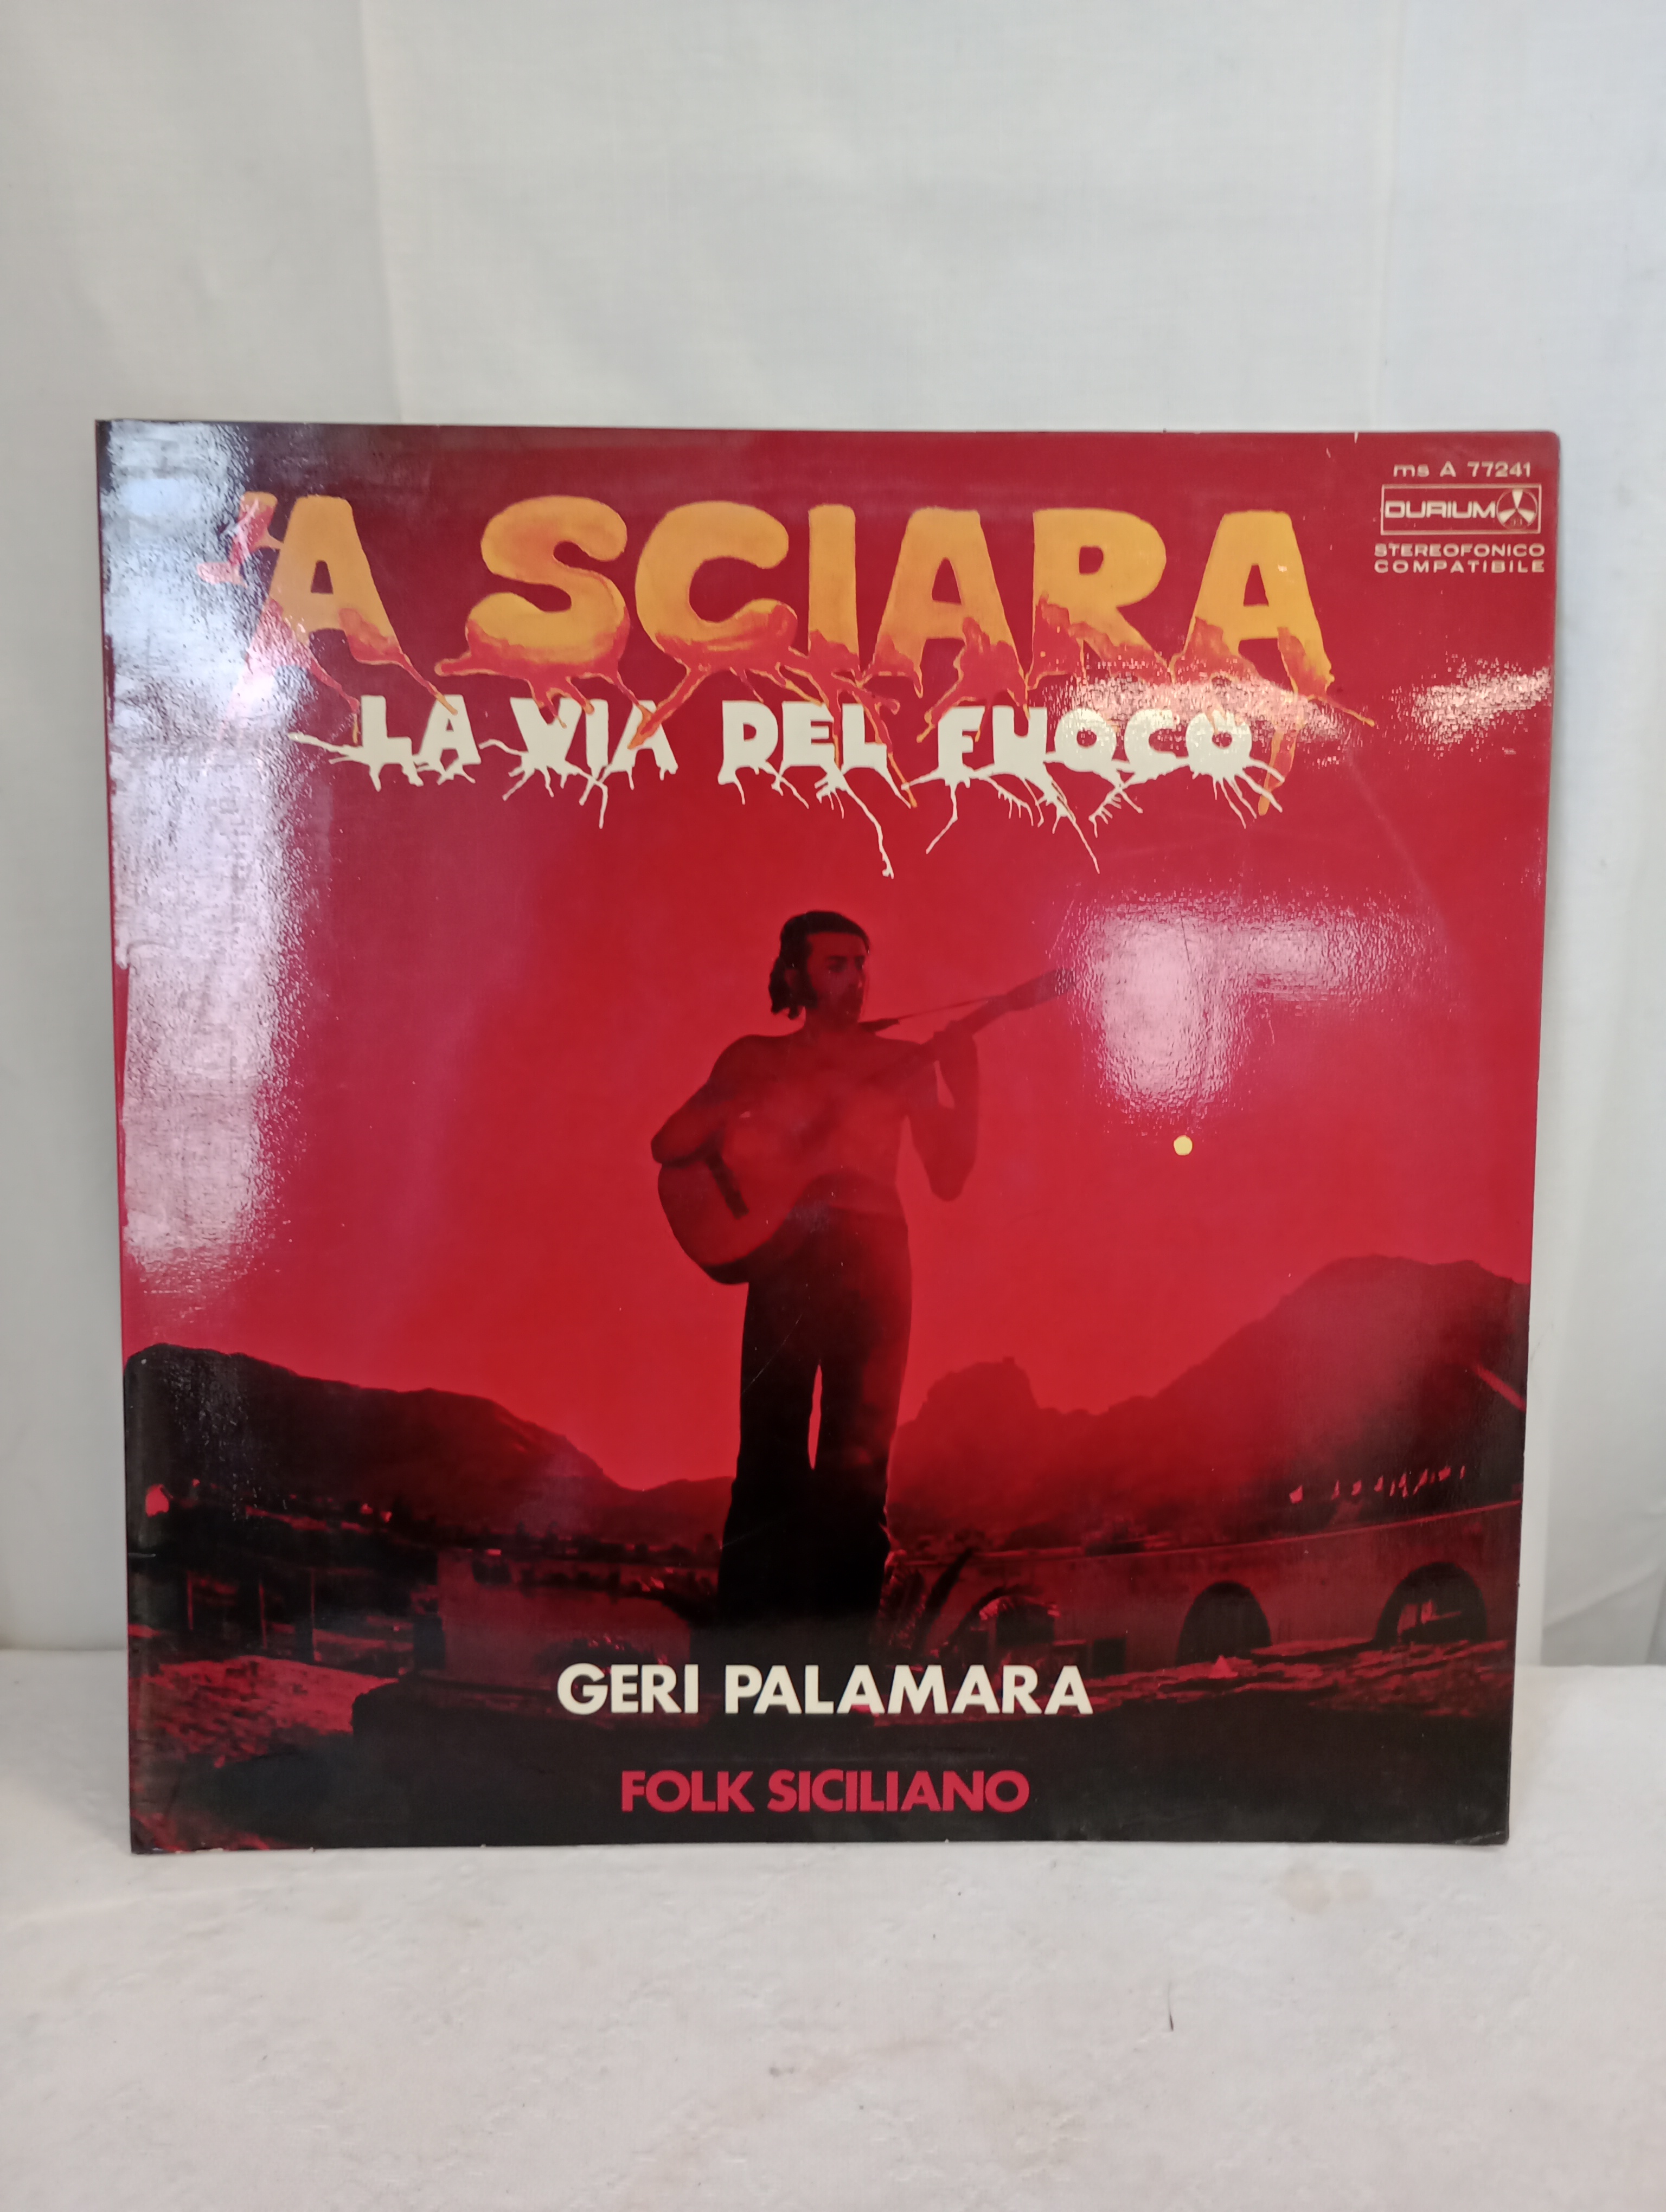 ms A 77241
DURIUM
STEREOFONICO
COMPATIBILE
'A SCIARA
LA VIA DEL FUOCO
GERI PALAMARA
FOLK SICILIANO